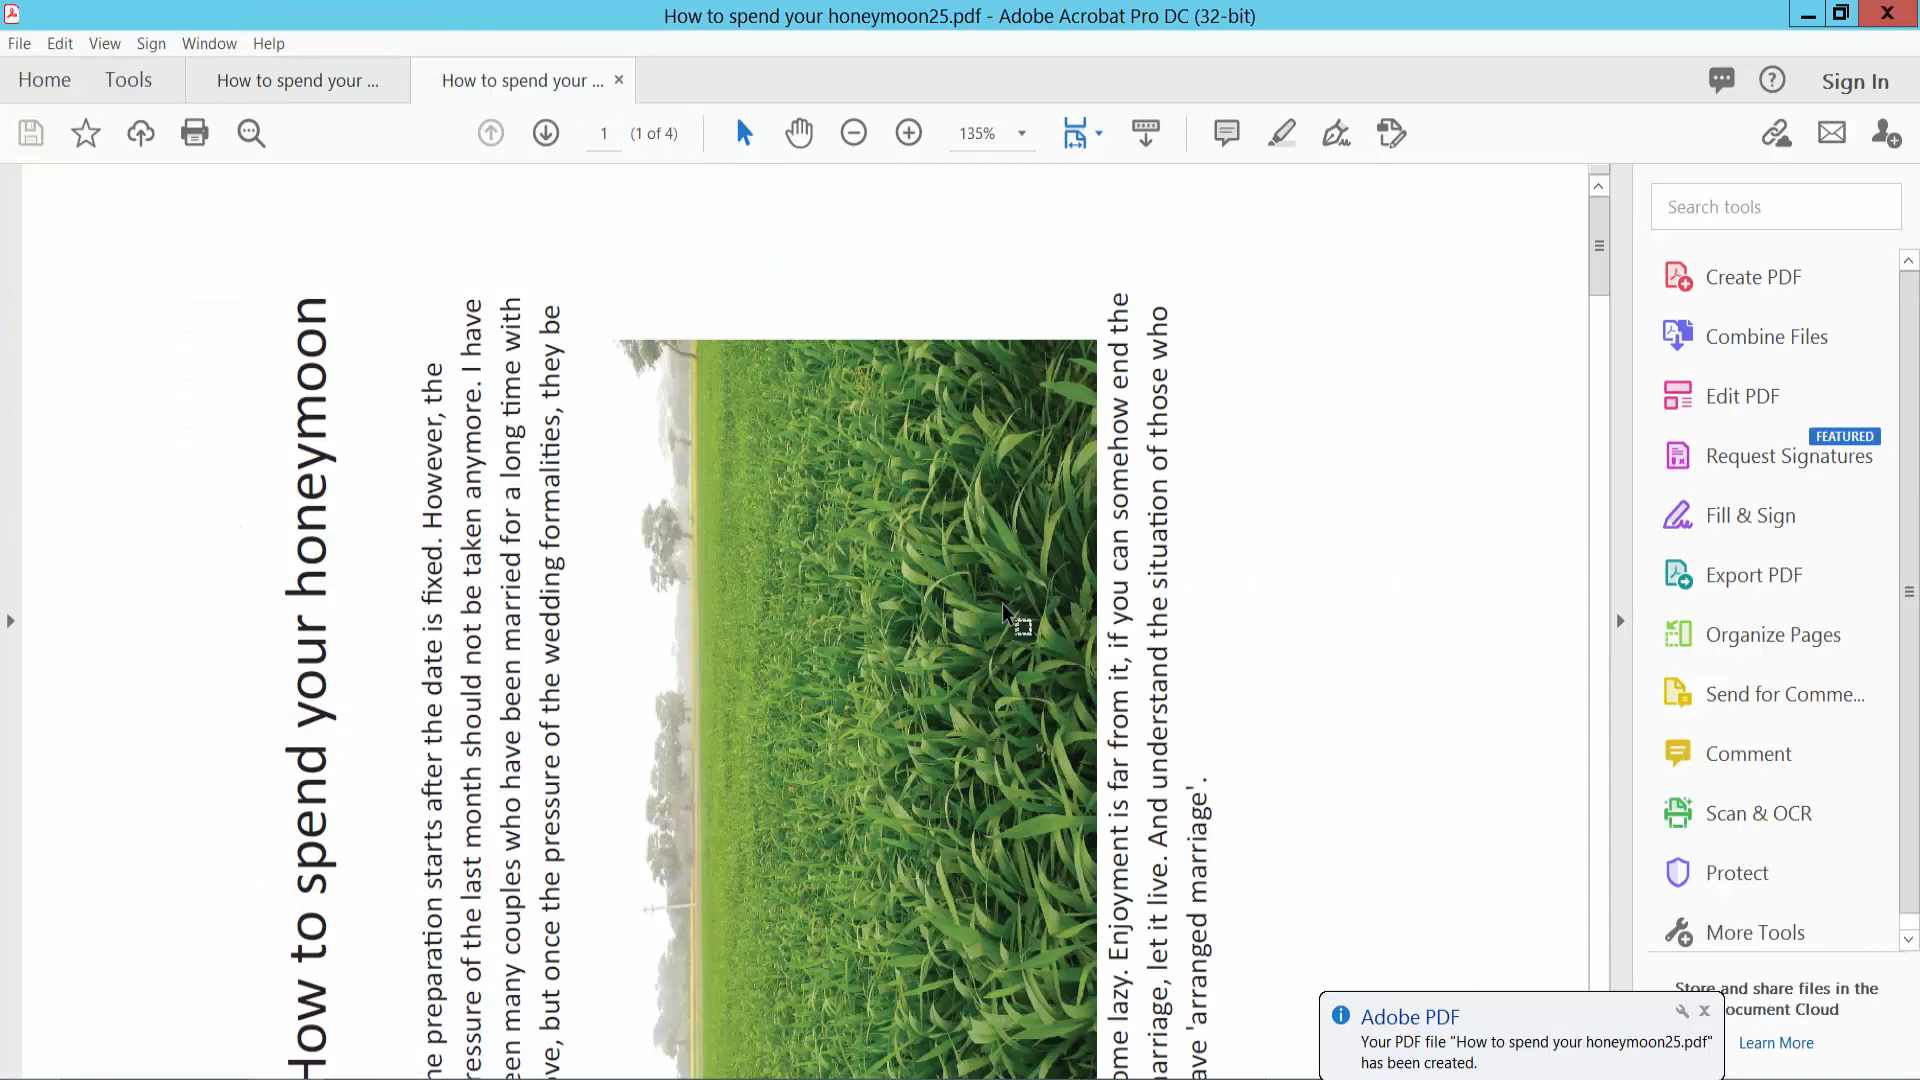 How to spend your honeymoon25.pdf - Adobe Acrobat Pro DC (32-bit)
File Edit View Sign Window Help
Home Tools How to spend your ... How to spend your ... × Sign In
1 (1 of 4) 135%
How to spend your honeymoon
preparation starts after the date is fixed. However, the
of the last month should not be taken anymore. I have
many couples who have been married for a long time with
but once the pressure of the wedding formalities, they be
lazy. Enjoyment is far from it, if you can somehow end the
let it live. And understand the situation of those who
'arranged marriage'.
Search tools
Create PDF
Combine Files
Edit PDF
FEATURED
Request Signatures
Fill & Sign
Export PDF
Organize Pages
Send for Comme...
Comment
Scan & OCR
Protect
More Tools
Store and share files in the
ocument Cloud
Learn More
Adobe PDF
Your PDF file "How to spend your honeymoon25.pdf"
has been created.